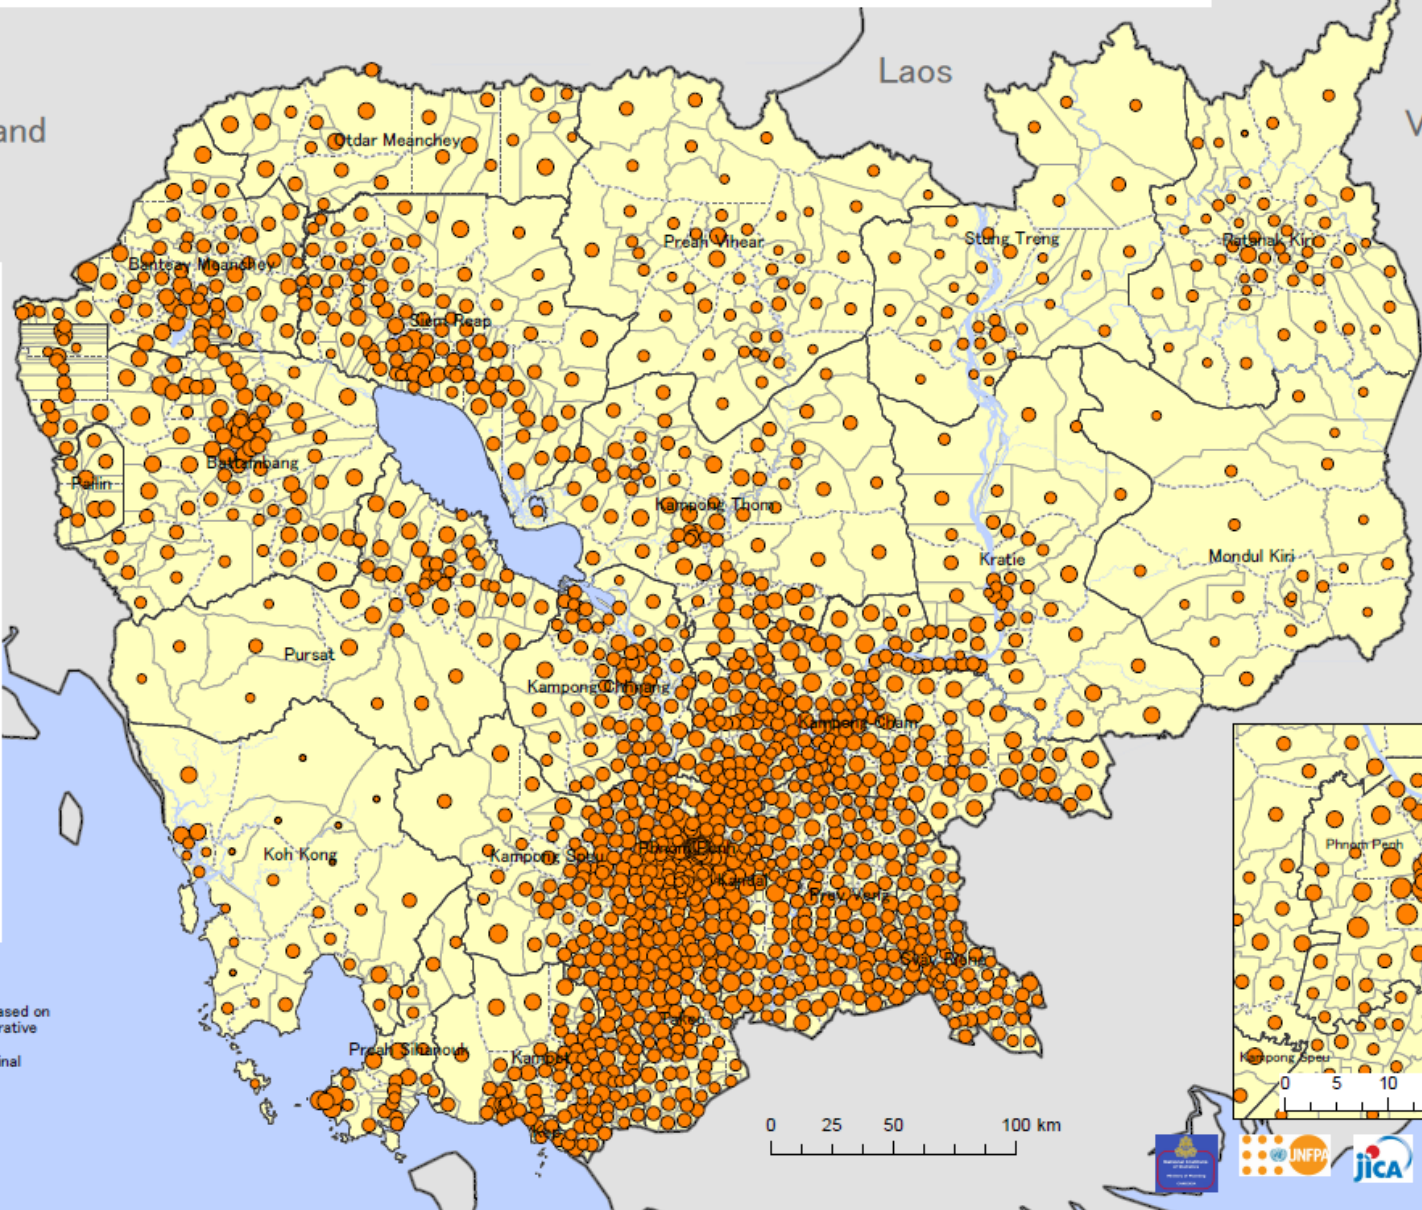 Laos
and
V
Otdar Meanchey
Preah Vihear
Stung Treng
Ratanak Kiri
Banteay Meanchey
Siem Reap
Battambang
Pailin
Kampong Thom
Kratie
Mondul Kiri
Pursat
Kampong Chhnang
Kampong Cham
Koh Kong
Kampong Speu
Phnom Penh
Kandal
Prey Veng
Svay Rieng
Takeo
Preah Sihanouk
Kampot
Kep
ased on
rative
inal
Phnom Penh
Kampong Speu
0 5 10
0 25 50 100 km
UNFPA
JICA